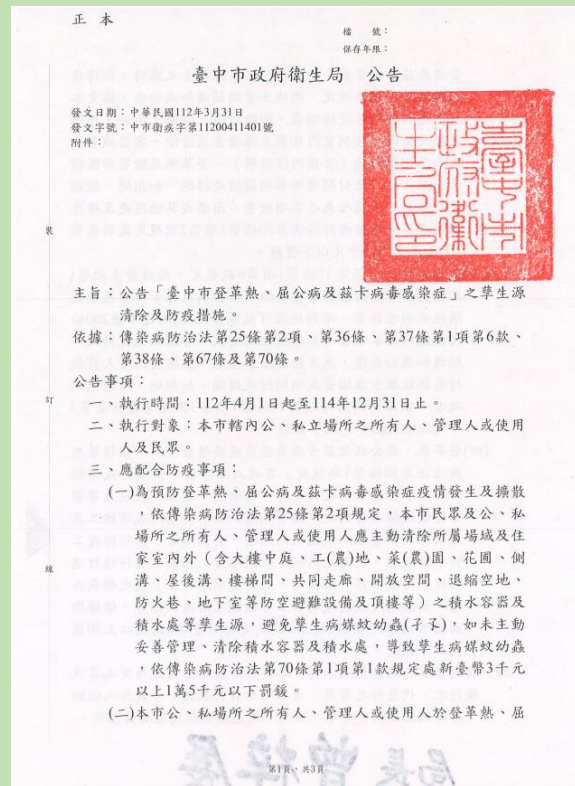 正本
檔　　號：
保存年限：
臺中市政府衛生局　公告
發文日期：中華民國112年3月31日
發文字號：中市衛疾字第11200411401號
附件：
臺中市政府衛生局印
裝
主旨：公告「臺中市登革熱、屈公病及茲卡病毒感染症」之孳生源
清除及防疫措施。
依據：傳染病防治法第25條第2項、第36條、第37條第1項第6款、
第38條、第67條及第70條。
公告事項：
訂
一、執行時間：112年4月1日起至114年12月31日止。
二、執行對象：本市轄內公、私立場所之所有人、管理人或使用
人及民眾。
三、應配合防疫事項：
(一)為預防登革熱、屈公病及茲卡病毒感染症疫情發生及擴散
，依傳染病防治法第25條第2項規定，本市民眾及公、私
場所之所有人、管理人或使用人應主動清除所屬場域及住
家室內外（含大樓中庭、工(農)地、菜(農)園、花圃、側
線
溝、屋後溝、樓梯間、共同走廊、開放空間、退縮空地、
防火巷、地下室等防空避難設備及頂樓等）之積水容器及
積水處等孳生源，避免孳生病媒蚊幼蟲(孑孓)，如未主動
妥善管理、清除積水容器及積水處，導致孳生病媒蚊幼蟲
，依傳染病防治法第70條第1項第1款規定處新臺幣3千元
以上1萬5千元以下罰鍰。
(二)本市公、私場所之所有人、管理人或使用人於登革熱、屈
第1頁，共3頁